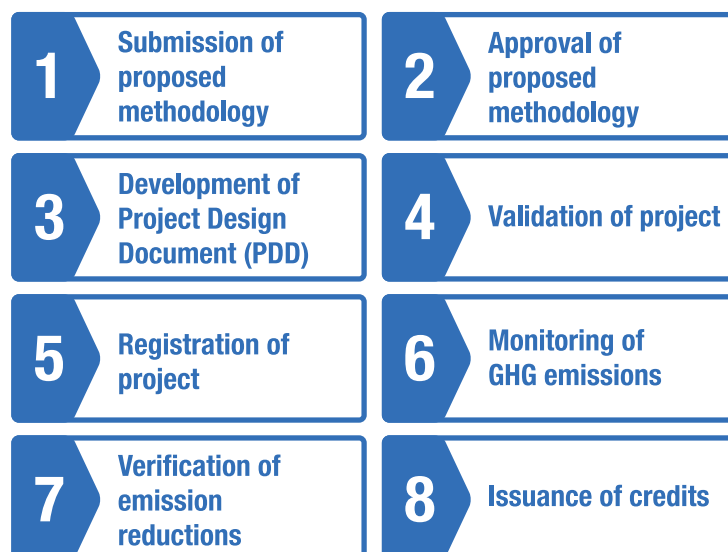 1
Submission of
proposed
methodology
2
Approval of
proposed
methodology
3
Development of
Project Design
Document (PDD)
4
Validation of project
5
Registration of
project
6
Monitoring of
GHG emissions
7
Verification of
emission
reductions
8
Issuance of credits